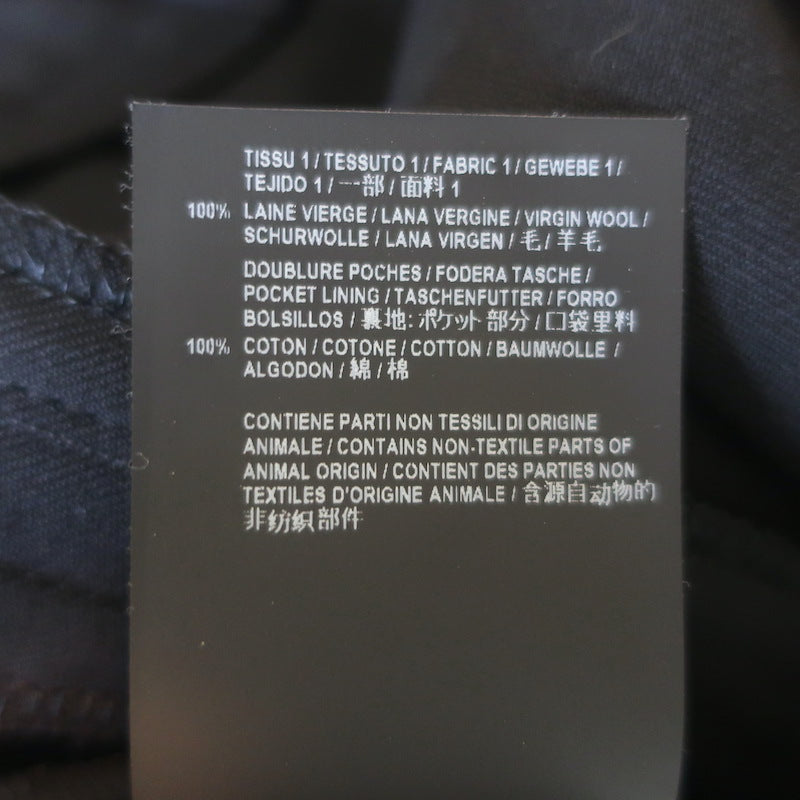 TISSU 1 / TESSUTO 1 / FABRIC 1 / GEWEBE 1 /
TEJIDO 1 / 一部 / 面料 1
100% LAINE VIERGE / LANA VERGINE / VIRGIN WOOL /
SCHURWOLLE / LANA VIRGEN / 毛 / 羊毛
DOUBLURE POCHES / FODERA TASCHE /
POCKET LINING / TASCHENFUTTER / FORRO
BOLSILLOS / 裏地: ポケット部分 / 口袋里料
100% COTON / COTONE / COTTON / BAUMWOLLE /
ALGODON / 綿 / 棉
CONTIENE PARTI NON TESSILI DI ORIGINE
ANIMALE / CONTAINS NON-TEXTILE PARTS OF
ANIMAL ORIGIN / CONTIENT DES PARTIES NON
TEXTILES D'ORIGINE ANIMALE / 含源自动物的
非纺织部件